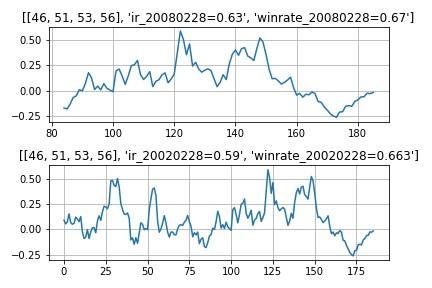 [[46, 51, 53, 56], 'ir_20080228=0.63', 'winrate_20080228=0.67']
0.50
0.25
0.00
−0.25
80 100 120 140 160 180
[[46, 51, 53, 56], 'ir_20020228=0.59', 'winrate_20020228=0.663']
0.50
0.25
0.00
−0.25
0 25 50 75 100 125 150 175